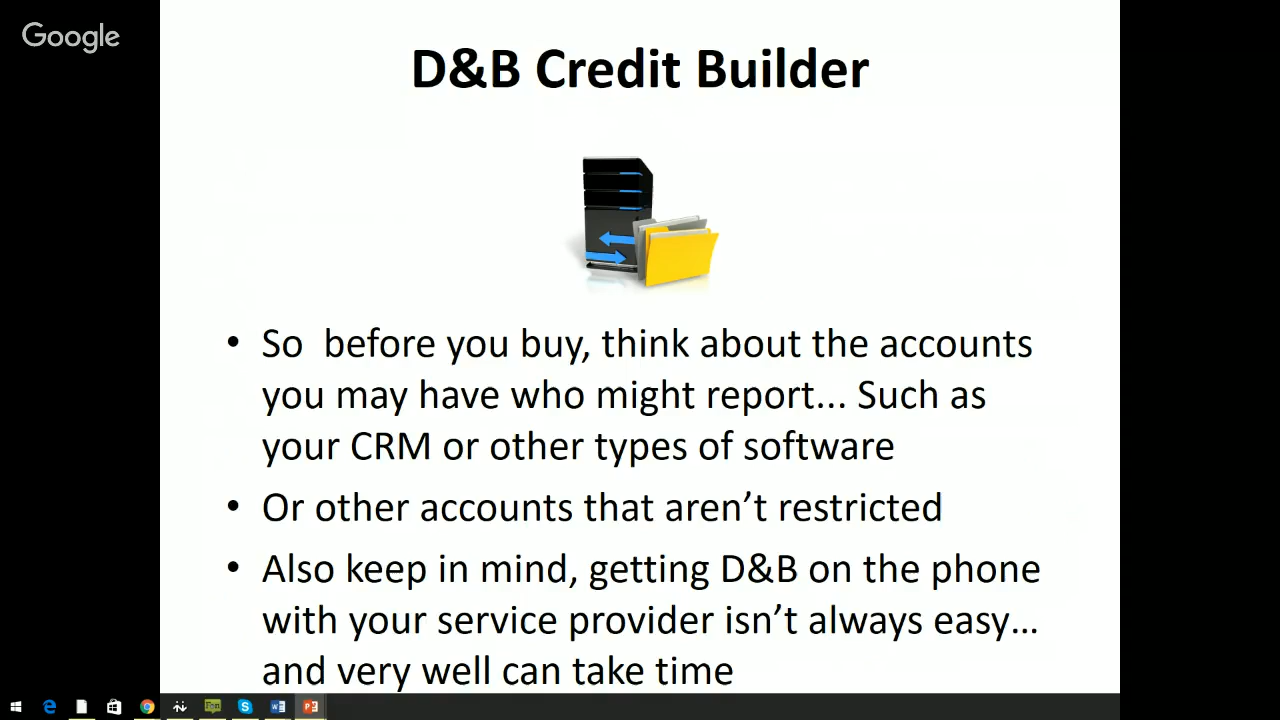 Google
D&B Credit Builder
• So  before you buy, think about the accounts
you may have who might report... Such as
your CRM or other types of software
• Or other accounts that aren’t restricted
• Also keep in mind, getting D&B on the phone
with your service provider isn’t always easy…
and very well can take time